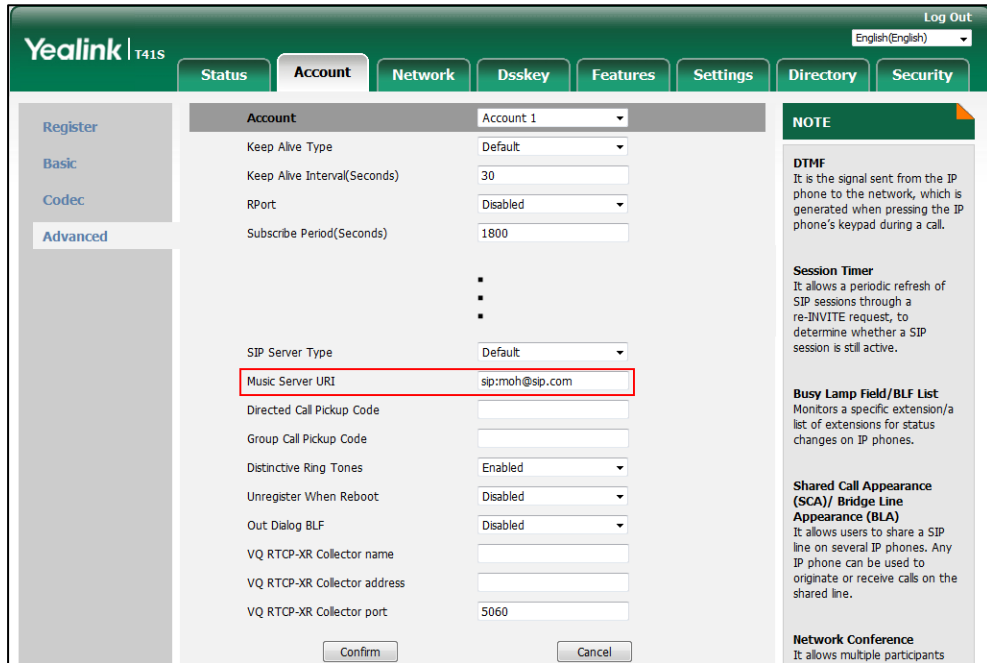 Log Out
English(English)
Yealink T41S
Status Account Network Dsskey Features Settings Directory Security
Register
Basic
Codec
Advanced
Account Account 1
Keep Alive Type Default
Keep Alive Interval(Seconds) 30
RPort Disabled
Subscribe Period(Seconds) 1800
SIP Server Type Default
Music Server URI sip:moh@sip.com
Directed Call Pickup Code
Group Call Pickup Code
Distinctive Ring Tones Enabled
Unregister When Reboot Disabled
Out Dialog BLF Disabled
VQ RTCP-XR Collector name
VQ RTCP-XR Collector address
VQ RTCP-XR Collector port 5060
Confirm Cancel
NOTE
DTMF
It is the signal sent from the IP
phone to the network, which is
generated when pressing the IP
phone's keypad during a call.
Session Timer
It allows a periodic refresh of
SIP sessions through a
re-INVITE request, to
determine whether a SIP
session is still active.
Busy Lamp Field/BLF List
Monitors a specific extension/a
list of extensions for status
changes on IP phones.
Shared Call Appearance
(SCA)/ Bridge Line
Appearance (BLA)
It allows users to share a SIP
line on several IP phones. Any
IP phone can be used to
originate or receive calls on the
shared line.
Network Conference
It allows multiple participants